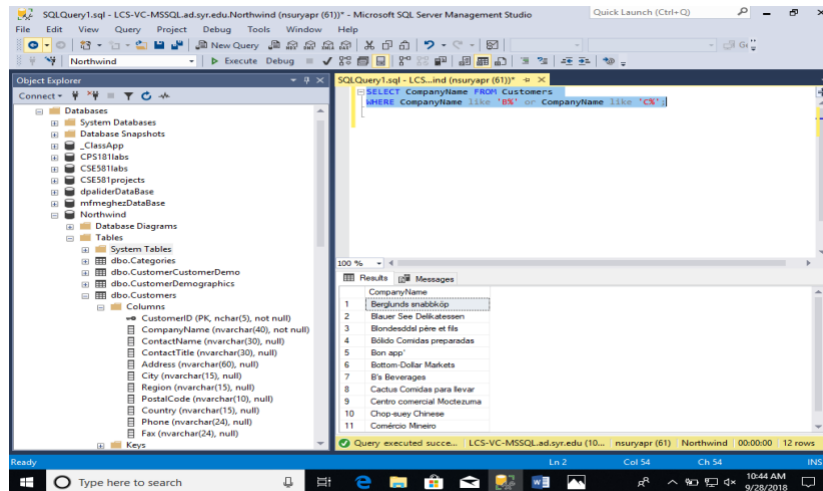 SQLQuery1.sql - LCS-VC-MSSQL.ad.syr.edu.Northwind (nsuryapr (61))* - Microsoft SQL Server Management Studio
Quick Launch (Ctrl+Q)
File Edit View Query Project Debug Tools Window Help
New Query
Northwind
Execute Debug
Object Explorer
Connect
Databases
System Databases
Database Snapshots
_ClassApp
CPS181labs
CSE581labs
CSE581projects
dpaliderDataBase
mfmeghezDataBase
Northwind
Database Diagrams
Tables
System Tables
dbo.Categories
dbo.CustomerCustomerDemo
dbo.CustomerDemographics
dbo.Customers
Columns
CustomerID (PK, nchar(5), not null)
CompanyName (nvarchar(40), not null)
ContactName (nvarchar(30), null)
ContactTitle (nvarchar(30), null)
Address (nvarchar(60), null)
City (nvarchar(15), null)
Region (nvarchar(15), null)
PostalCode (nvarchar(10), null)
Country (nvarchar(15), null)
Phone (nvarchar(24), null)
Fax (nvarchar(24), null)
Keys
SQLQuery1.sql - LCS...ind (nsuryapr (61))*
SELECT CompanyName FROM Customers
WHERE CompanyName like 'B%' or CompanyName like 'C%';
100 %
Results Messages
CompanyName
1 Berglunds snabbköp
2 Blauer See Delikatessen
3 Blondesddsl père et fils
4 Bólido Comidas preparadas
5 Bon app'
6 Bottom-Dollar Markets
7 B's Beverages
8 Cactus Comidas para llevar
9 Centro comercial Moctezuma
10 Chop-suey Chinese
11 Comércio Mineiro
Query executed succe... LCS-VC-MSSQL.ad.syr.edu (10... nsuryapr (61) Northwind 00:00:00 12 rows
Ready Ln 2 Col 54 Ch 54 INS
Type here to search
10:44 AM
9/28/2018